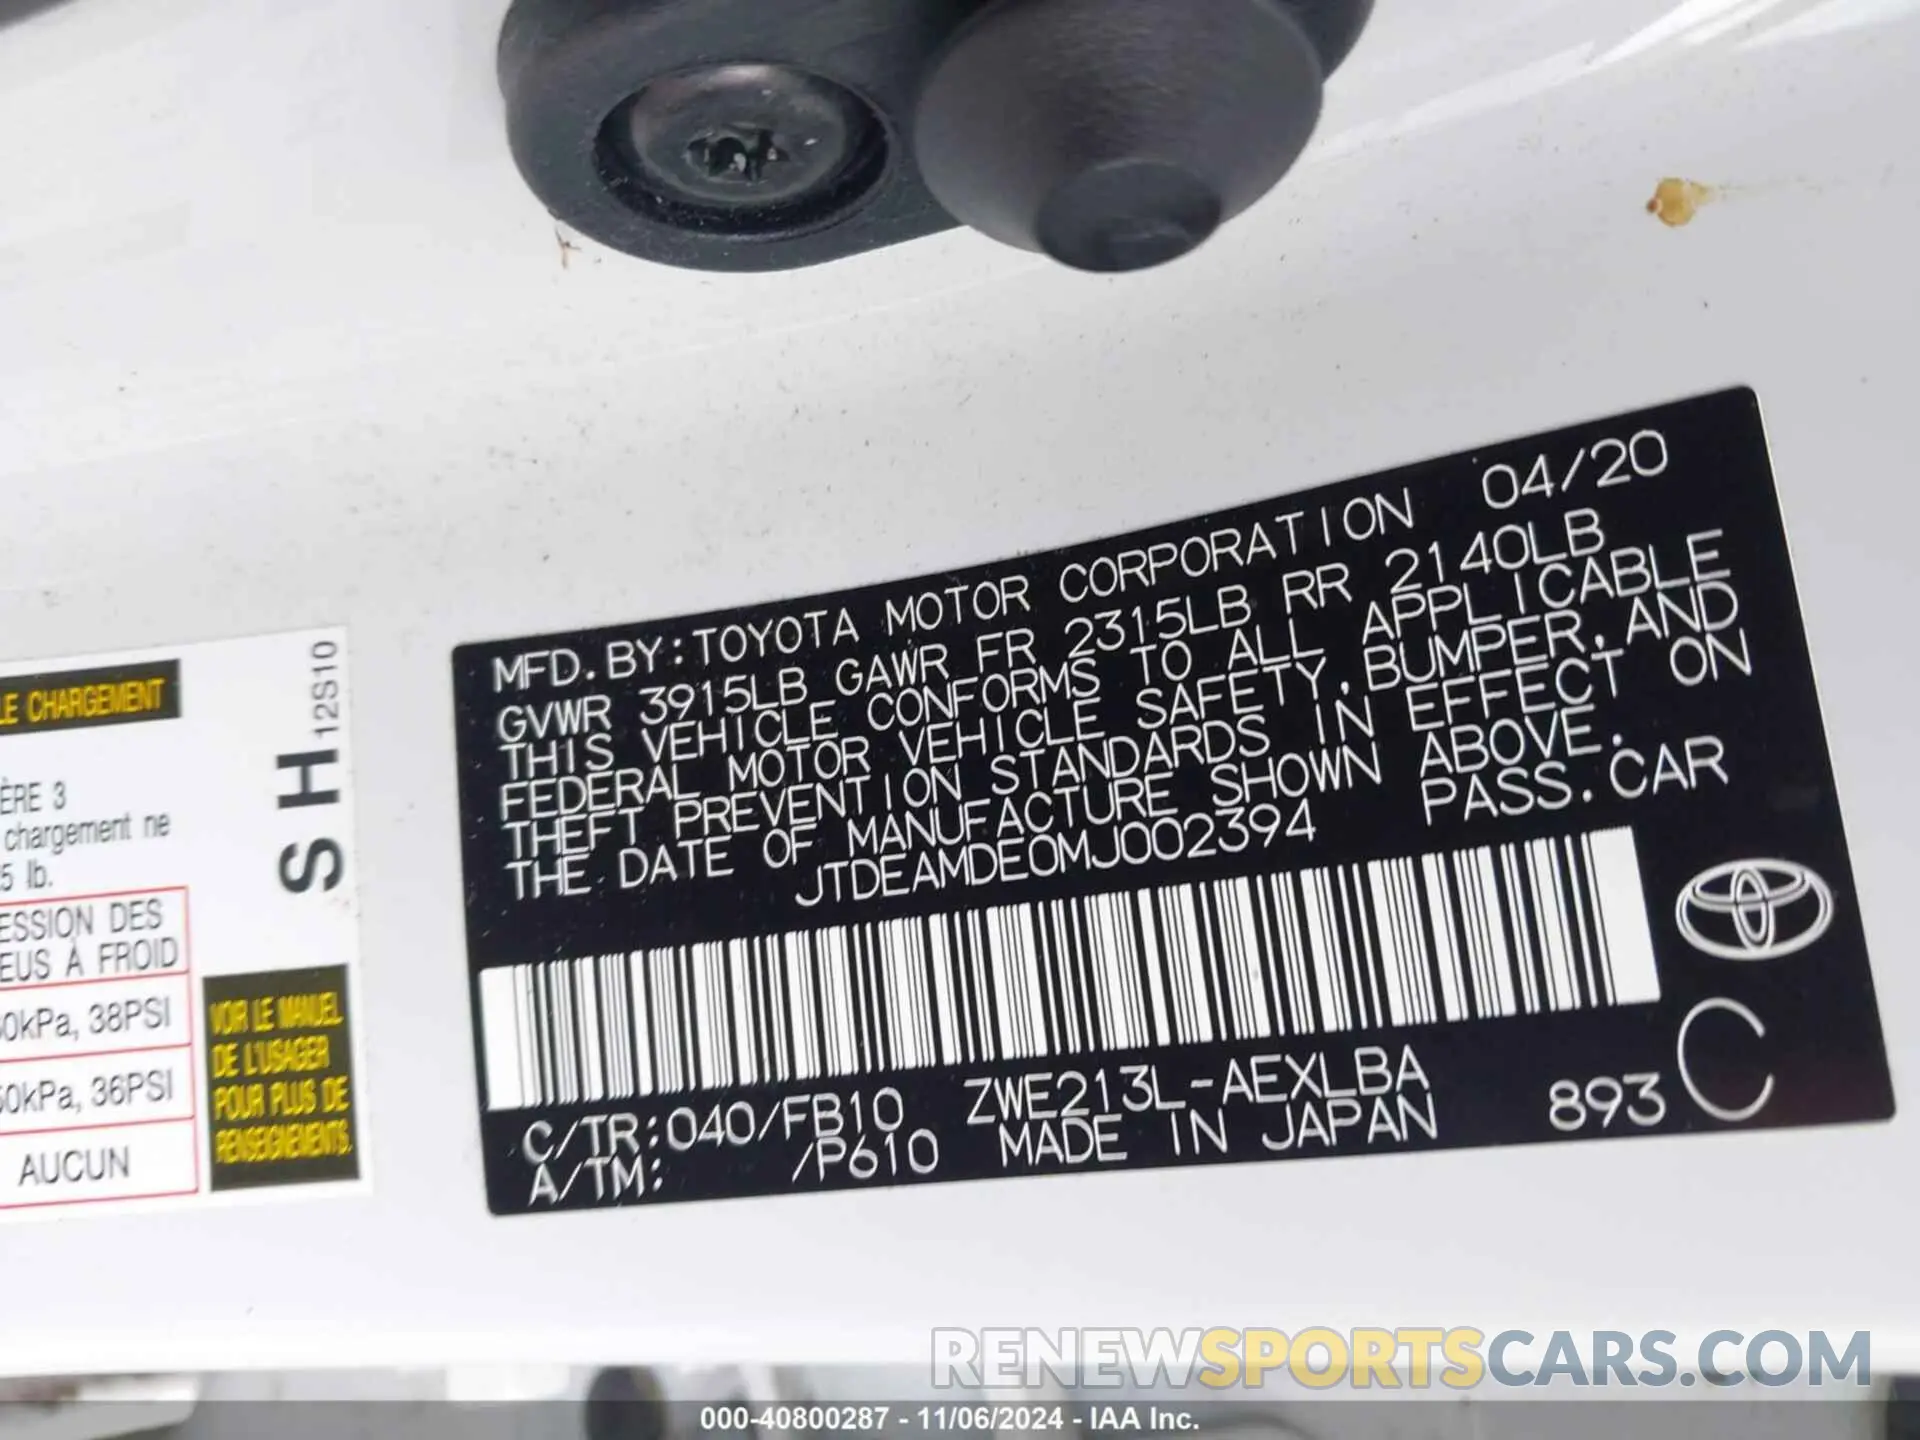 MFD. BY: TOYOTA MOTOR CORPORATION 04/20
GVWR 3915LB GAWR FR 2315LB RR 2140LB
THIS VEHICLE CONFORMS TO ALL APPLICABLE
FEDERAL MOTOR VEHICLE SAFETY, BUMPER, AND
THEFT PREVENTION STANDARDS IN EFFECT ON
THE DATE OF MANUFACTURE SHOWN ABOVE.
JTDEAMDE0MJ002394 PASS. CAR
C/TR: 040/FB10 ZWE213L-AEXLBA
A/TM: /P610 MADE IN JAPAN 893 C
LE CHARGEMENT
ÈRE 3
chargement ne
5 lb.
ESSION DES
EUS À FROID
0kPa, 38PSI
50kPa, 36PSI
AUCUN
SH 12S10
VOIR LE MANUEL
DE L'USAGER
POUR PLUS DE
RENSEIGNEMENTS.
RENEWSPORTSCARS.COM
000-40800287 - 11/06/2024 - IAA Inc.